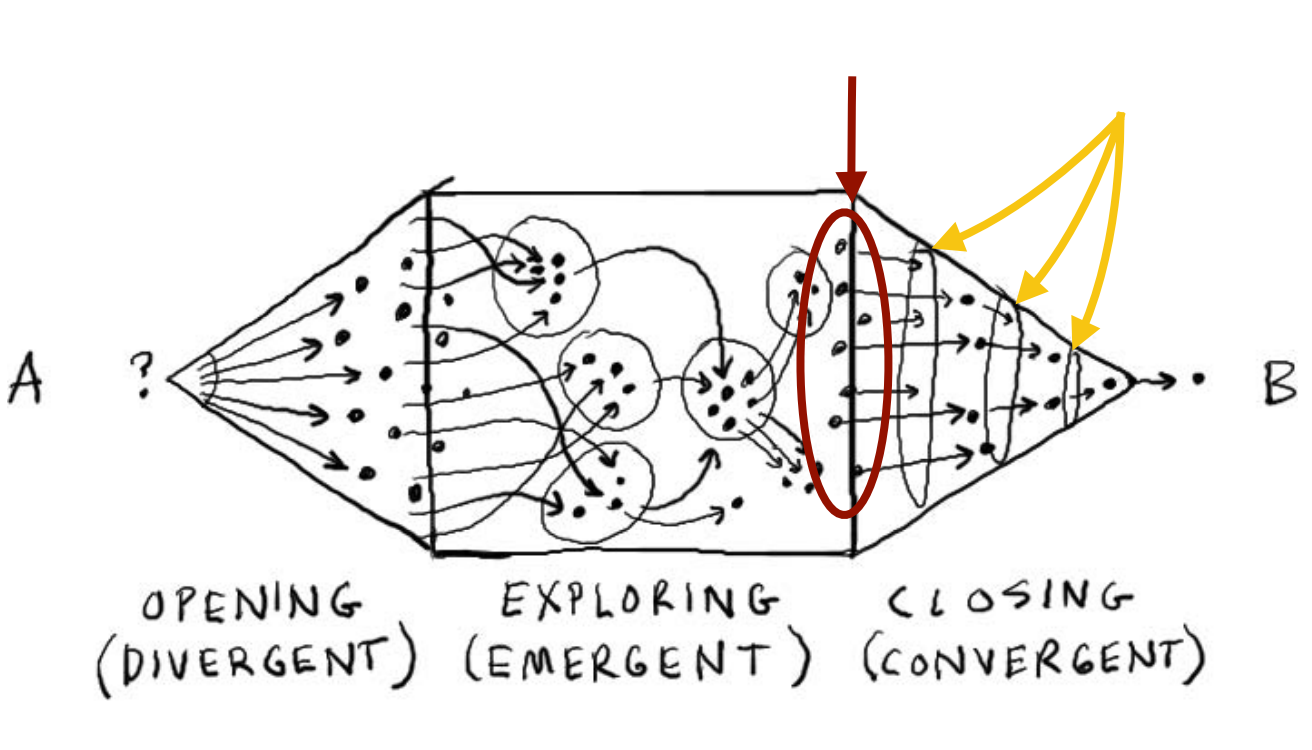 A
?
B
OPENING
(DIVERGENT)
EXPLORING
(EMERGENT)
CLOSING
(CONVERGENT)